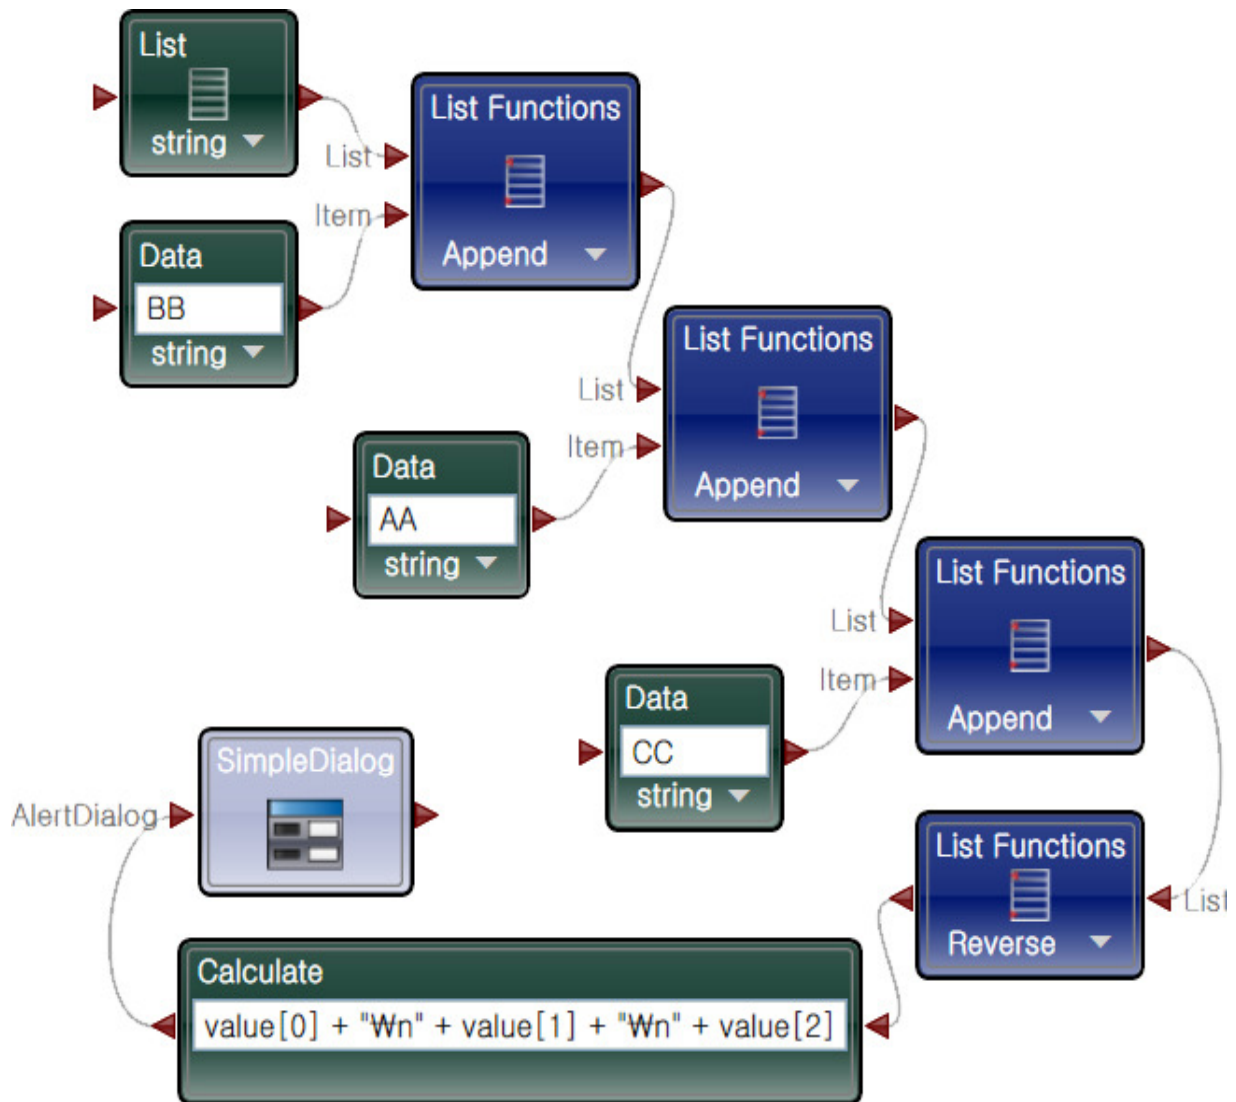 List
string
List Functions
List
Item
Append
Data
BB
string
List Functions
List
Item
Append
Data
AA
string
List Functions
List
Item
Append
Data
CC
string
SimpleDialog
AlertDialog
List Functions
List
Reverse
Calculate
value[0] + "₩n" + value[1] + "₩n" + value[2]